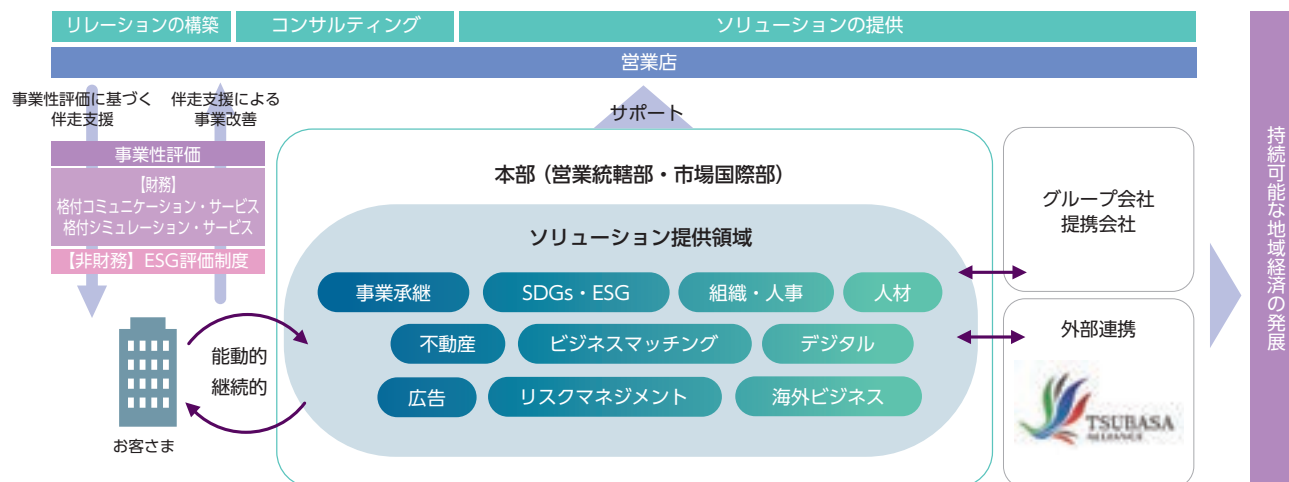 リレーションの構築
コンサルティング
ソリューションの提供
営業店
事業性評価に基づく
伴走支援
伴走支援による
事業改善
サポート
事業性評価
【財務】
格付コミュニケーション・サービス
格付シミュレーション・サービス
【非財務】ESG評価制度
お客さま
能動的
継続的
本部（営業統轄部・市場国際部）
ソリューション提供領域
事業承継
SDGs・ESG
組織・人事
人材
不動産
ビジネスマッチング
デジタル
広告
リスクマネジメント
海外ビジネス
グループ会社
提携会社
外部連携
TSUBASA
ALLIANCE
持続可能な地域経済の発展